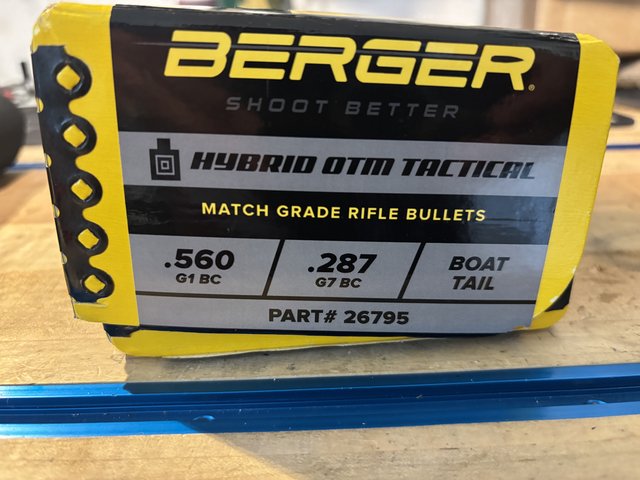 BERGER®
SHOOT BETTER
HYBRID OTM TACTICAL
MATCH GRADE RIFLE BULLETS
.560
G1 BC
.287
G7 BC
BOAT
TAIL
PART# 26795